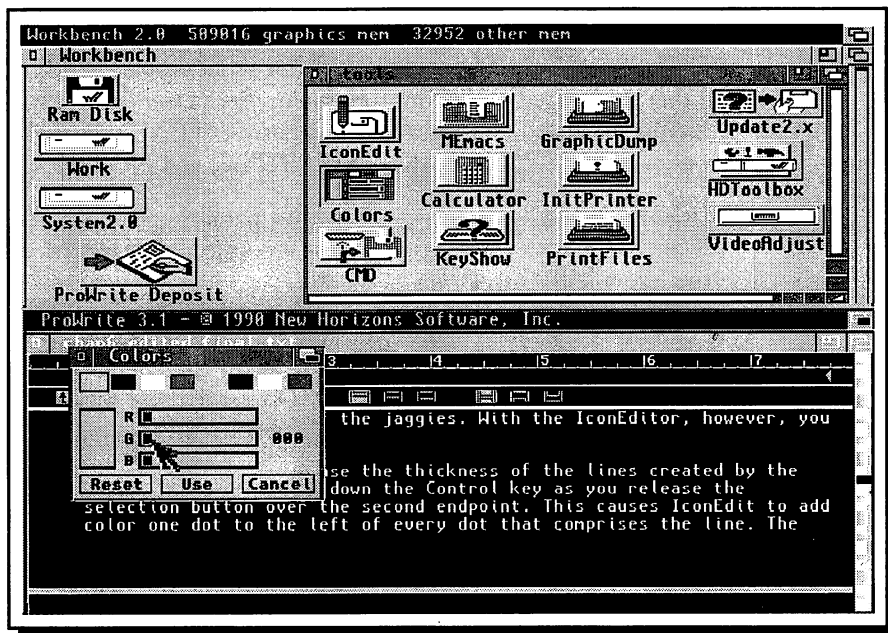 Workbench 2.0 509016 graphics mem 32952 other mem
Workbench
tools
Ram Disk
Work
System2.0
ProWrite Deposit
IconEdit
MEmacs
GraphicDump
Update2.x
Colors
Calculator
InitPrinter
HDToolbox
CMD
KeyShow
PrintFiles
VideoAdjust
ProWrite 3.1 - © 1990 New Horizons Software, Inc.
Colors
3 4 5 6 7
R
G 000
B
Reset Use Cancel
the jaggies. With the IconEditor, however, you
the thickness of the lines created by the
down the Control key as you release the
selection button over the second endpoint. This causes IconEdit to add
color one dot to the left of every dot that comprises the line. The